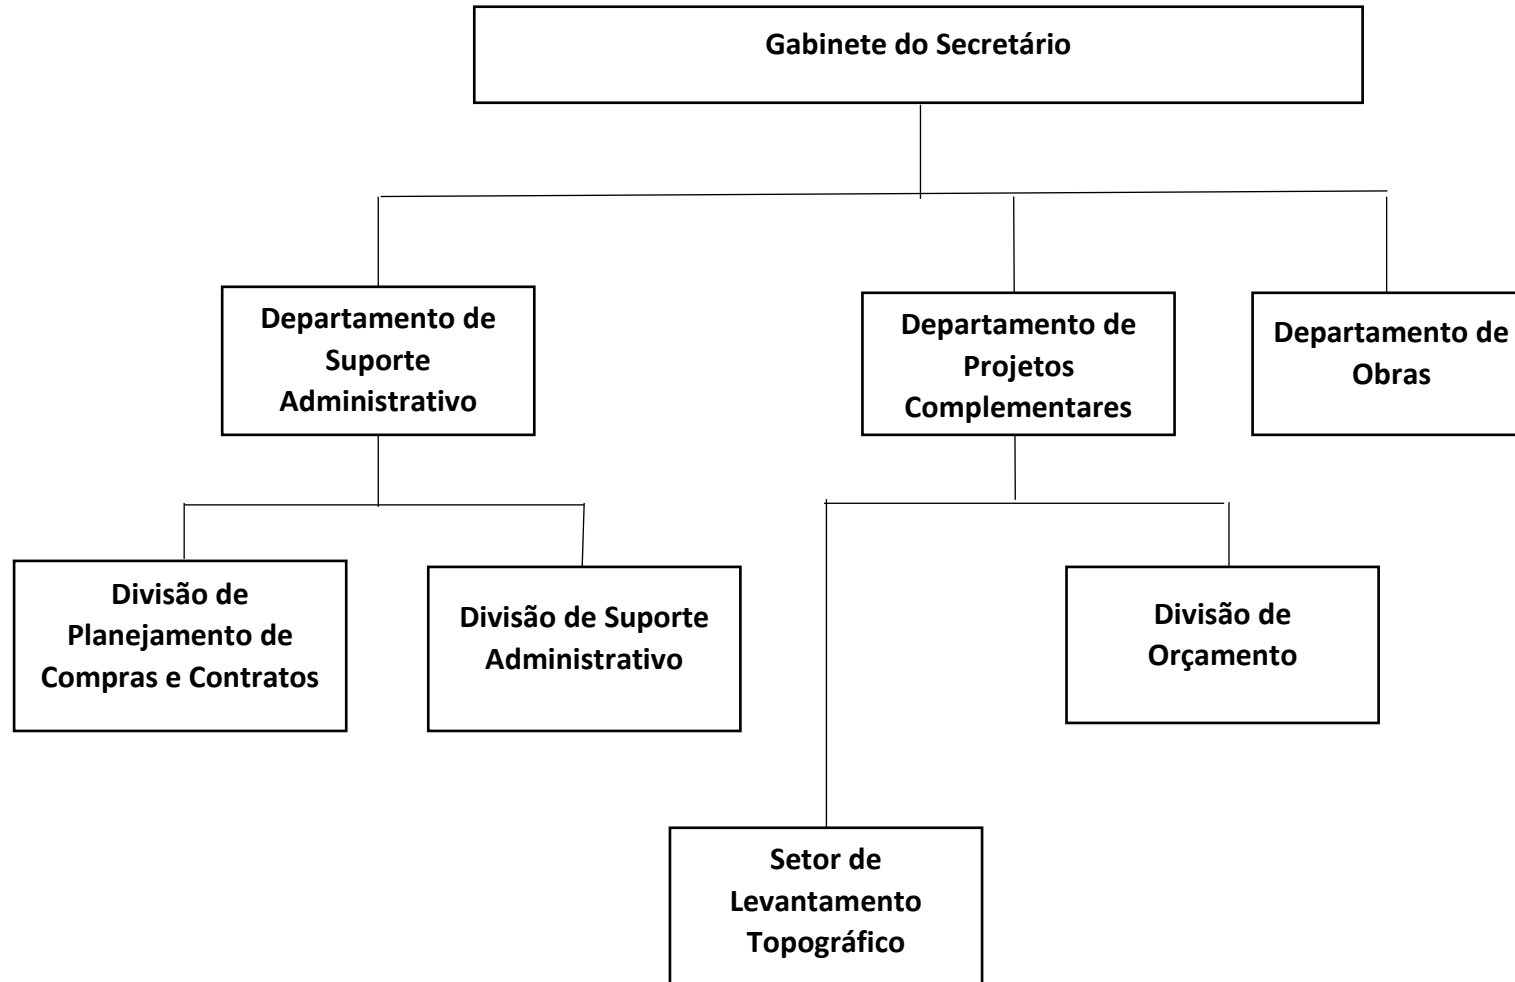 Gabinete do Secretário
Departamento de
Suporte
Administrativo
Departamento de
Projetos
Complementares
Departamento de
Obras
Divisão de
Planejamento de
Compras e Contratos
Divisão de Suporte
Administrativo
Divisão de
Orçamento
Setor de
Levantamento
Topográfico